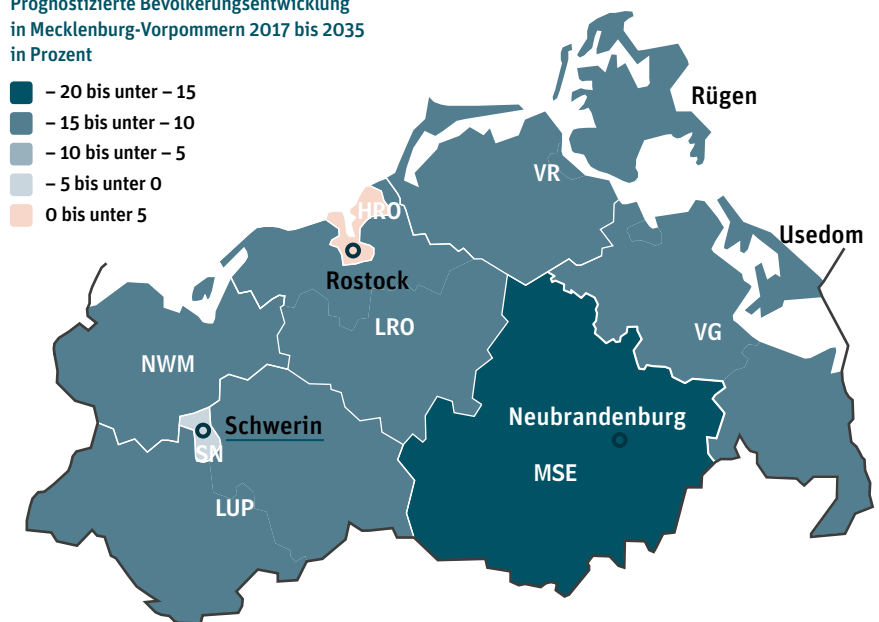 Prognostizierte Bevölkerungsentwicklung
in Mecklenburg-Vorpommern 2017 bis 2035
in Prozent
– 20 bis unter – 15
– 15 bis unter – 10
– 10 bis unter – 5
– 5 bis unter 0
0 bis unter 5
Rügen
VR
HRO
Usedom
Rostock
LRO
VG
NWM
Neubrandenburg
Schwerin
SN
MSE
LUP